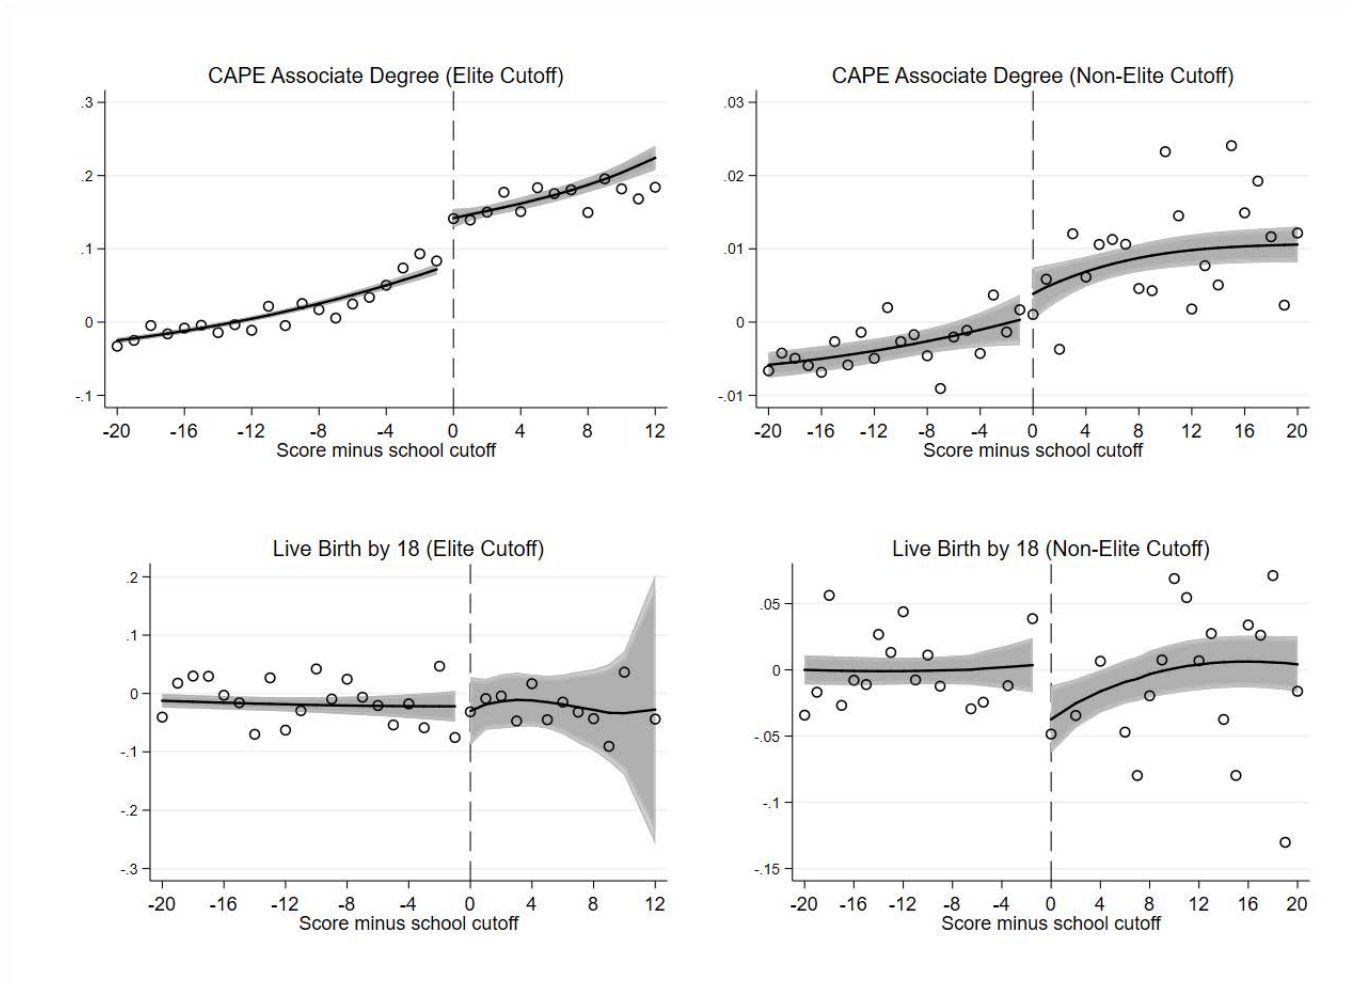 CAPE Associate Degree (Elite Cutoff)
.3
.2
.1
0
-.1
-20 -16 -12 -8 -4 0 4 8 12
Score minus school cutoff
CAPE Associate Degree (Non-Elite Cutoff)
.03
.02
.01
0
-.01
-20 -16 -12 -8 -4 0 4 8 12 16 20
Score minus school cutoff
Live Birth by 18 (Elite Cutoff)
.2
.1
0
-.1
-.2
-.3
-20 -16 -12 -8 -4 0 4 8 12
Score minus school cutoff
Live Birth by 18 (Non-Elite Cutoff)
.05
0
-.05
-.1
-.15
-20 -16 -12 -8 -4 0 4 8 12 16 20
Score minus school cutoff